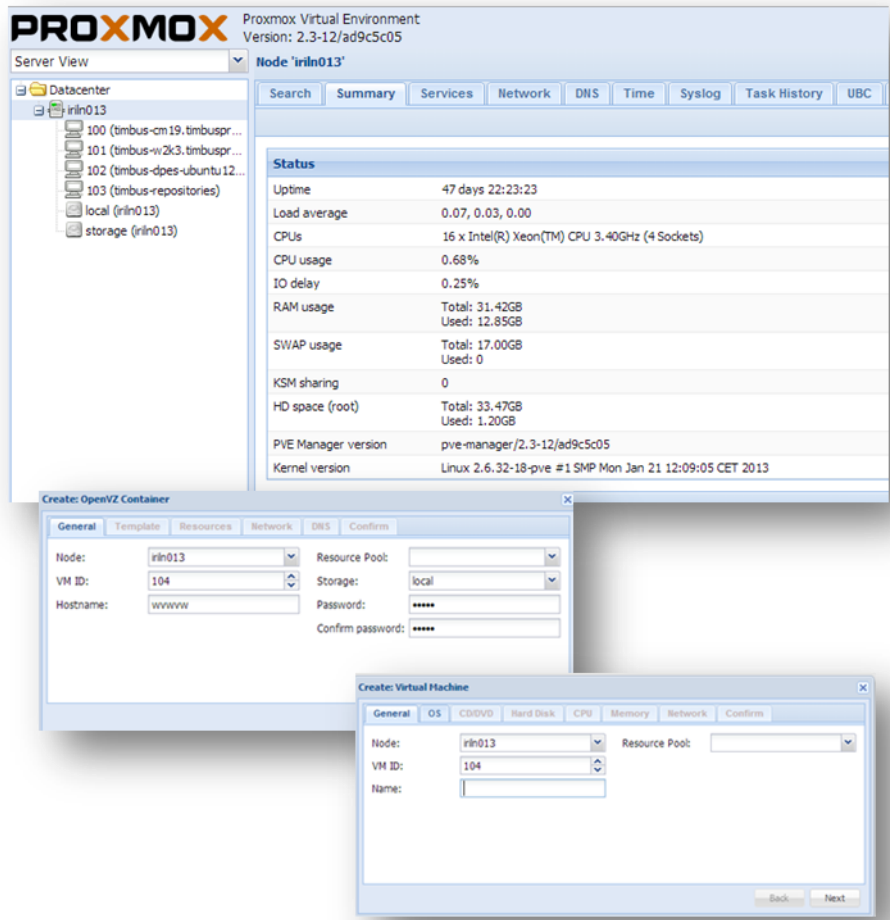 PROXMOX
Proxmox Virtual Environment
Version: 2.3-12/ad9c5c05
Server View
Node 'iriln013'
Datacenter
iriln013
100 (timbus-cm19.timbuspr...
101 (timbus-w2k3.timbuspr...
102 (timbus-dpes-ubuntu12...
103 (timbus-repositories)
local (iriln013)
storage (iriln013)
Search Summary Services Network DNS Time Syslog Task History UBC
Status
Uptime 47 days 22:23:23
Load average 0.07, 0.03, 0.00
CPUs 16 x Intel(R) Xeon(TM) CPU 3.40GHz (4 Sockets)
CPU usage 0.68%
IO delay 0.25%
RAM usage Total: 31.42GB
Used: 12.85GB
SWAP usage Total: 17.00GB
Used: 0
KSM sharing 0
HD space (root) Total: 33.47GB
Used: 1.20GB
PVE Manager version pve-manager/2.3-12/ad9c5c05
Kernel version Linux 2.6.32-18-pve #1 SMP Mon Jan 21 12:09:05 CET 2013
Create: OpenVZ Container
General Template Resources Network DNS Confirm
Node: iriln013 Resource Pool:
VM ID: 104 Storage: local
Hostname: wvwvw Password: •••••
Confirm password: •••••
Create: Virtual Machine
General OS CD/DVD Hard Disk CPU Memory Network Confirm
Node: iriln013 Resource Pool:
VM ID: 104
Name:
Back Next